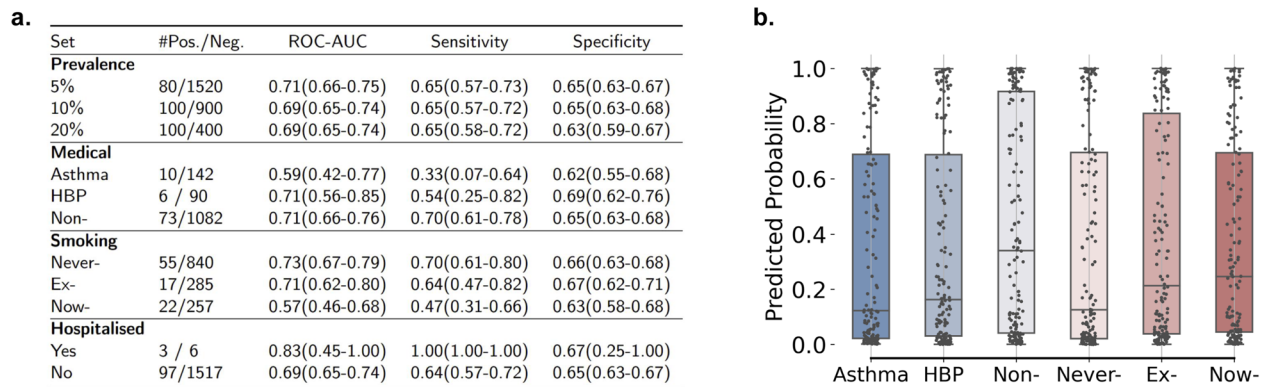 a.
Set #Pos./Neg. ROC-AUC Sensitivity Specificity
Prevalence
5% 80/1520 0.71(0.66-0.75) 0.65(0.57-0.73) 0.65(0.63-0.67)
10% 100/900 0.69(0.65-0.74) 0.65(0.57-0.72) 0.65(0.63-0.68)
20% 100/400 0.69(0.65-0.74) 0.65(0.58-0.72) 0.63(0.59-0.67)
Medical
Asthma 10/142 0.59(0.42-0.77) 0.33(0.07-0.64) 0.62(0.55-0.68)
HBP 6 / 90 0.71(0.56-0.85) 0.54(0.25-0.82) 0.69(0.62-0.76)
Non- 73/1082 0.71(0.66-0.76) 0.70(0.61-0.78) 0.65(0.63-0.68)
Smoking
Never- 55/840 0.73(0.67-0.79) 0.70(0.61-0.80) 0.66(0.63-0.68)
Ex- 17/285 0.71(0.62-0.80) 0.64(0.47-0.82) 0.67(0.62-0.71)
Now- 22/257 0.57(0.46-0.68) 0.47(0.31-0.66) 0.63(0.58-0.68)
Hospitalised
Yes 3 / 6 0.83(0.45-1.00) 1.00(1.00-1.00) 0.67(0.25-1.00)
No 97/1517 0.69(0.65-0.74) 0.64(0.57-0.72) 0.65(0.63-0.67)
b.
Predicted Probability
1.0
0.8
0.6
0.4
0.2
0.0
Asthma HBP Non- Never- Ex- Now-